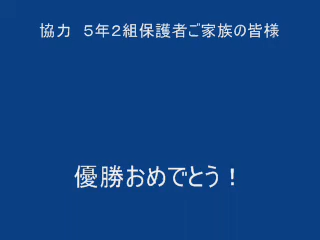 協力　５年２組保護者ご家族の皆様
優勝おめでとう！